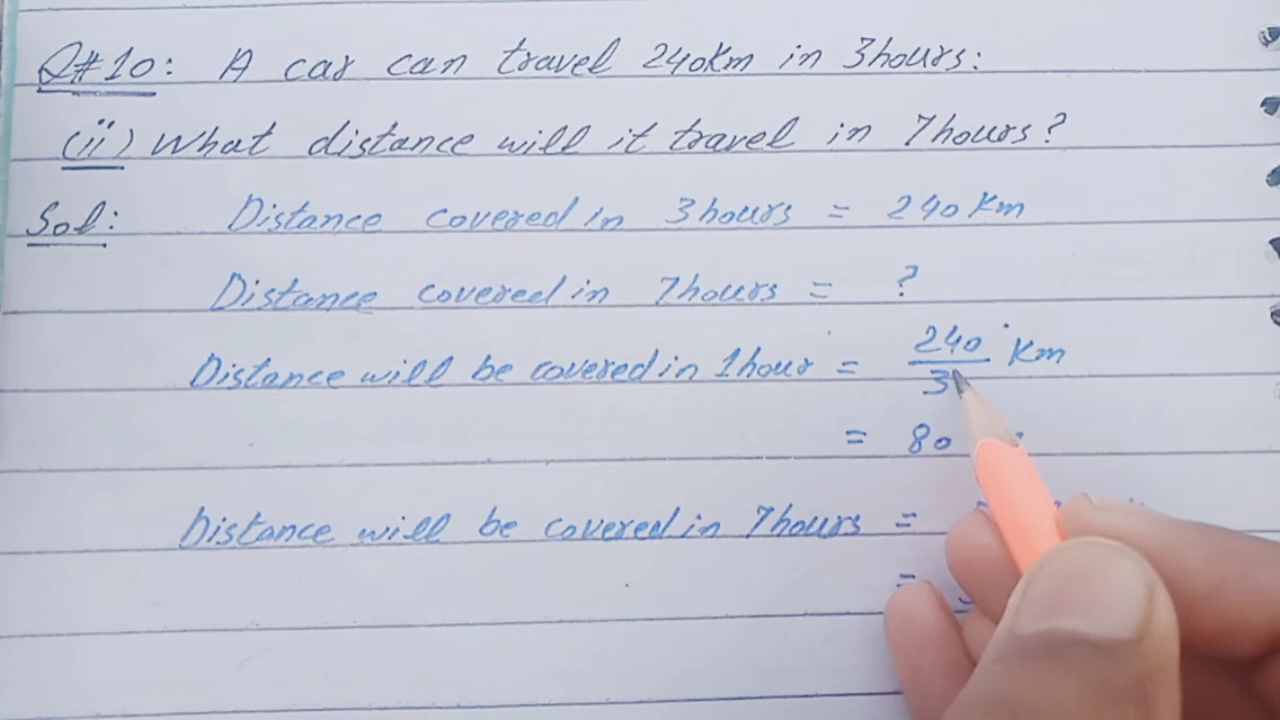 Q#10: A car can travel 240Km in 3hours:
(ii) What distance will it travel in 7hours?
Sol: Distance covered in 3hours = 240Km
Distance covered in 7hours = ?
Distance will be covered in 1hour = 240/3 Km
= 80
Distance will be covered in 7hours =
=